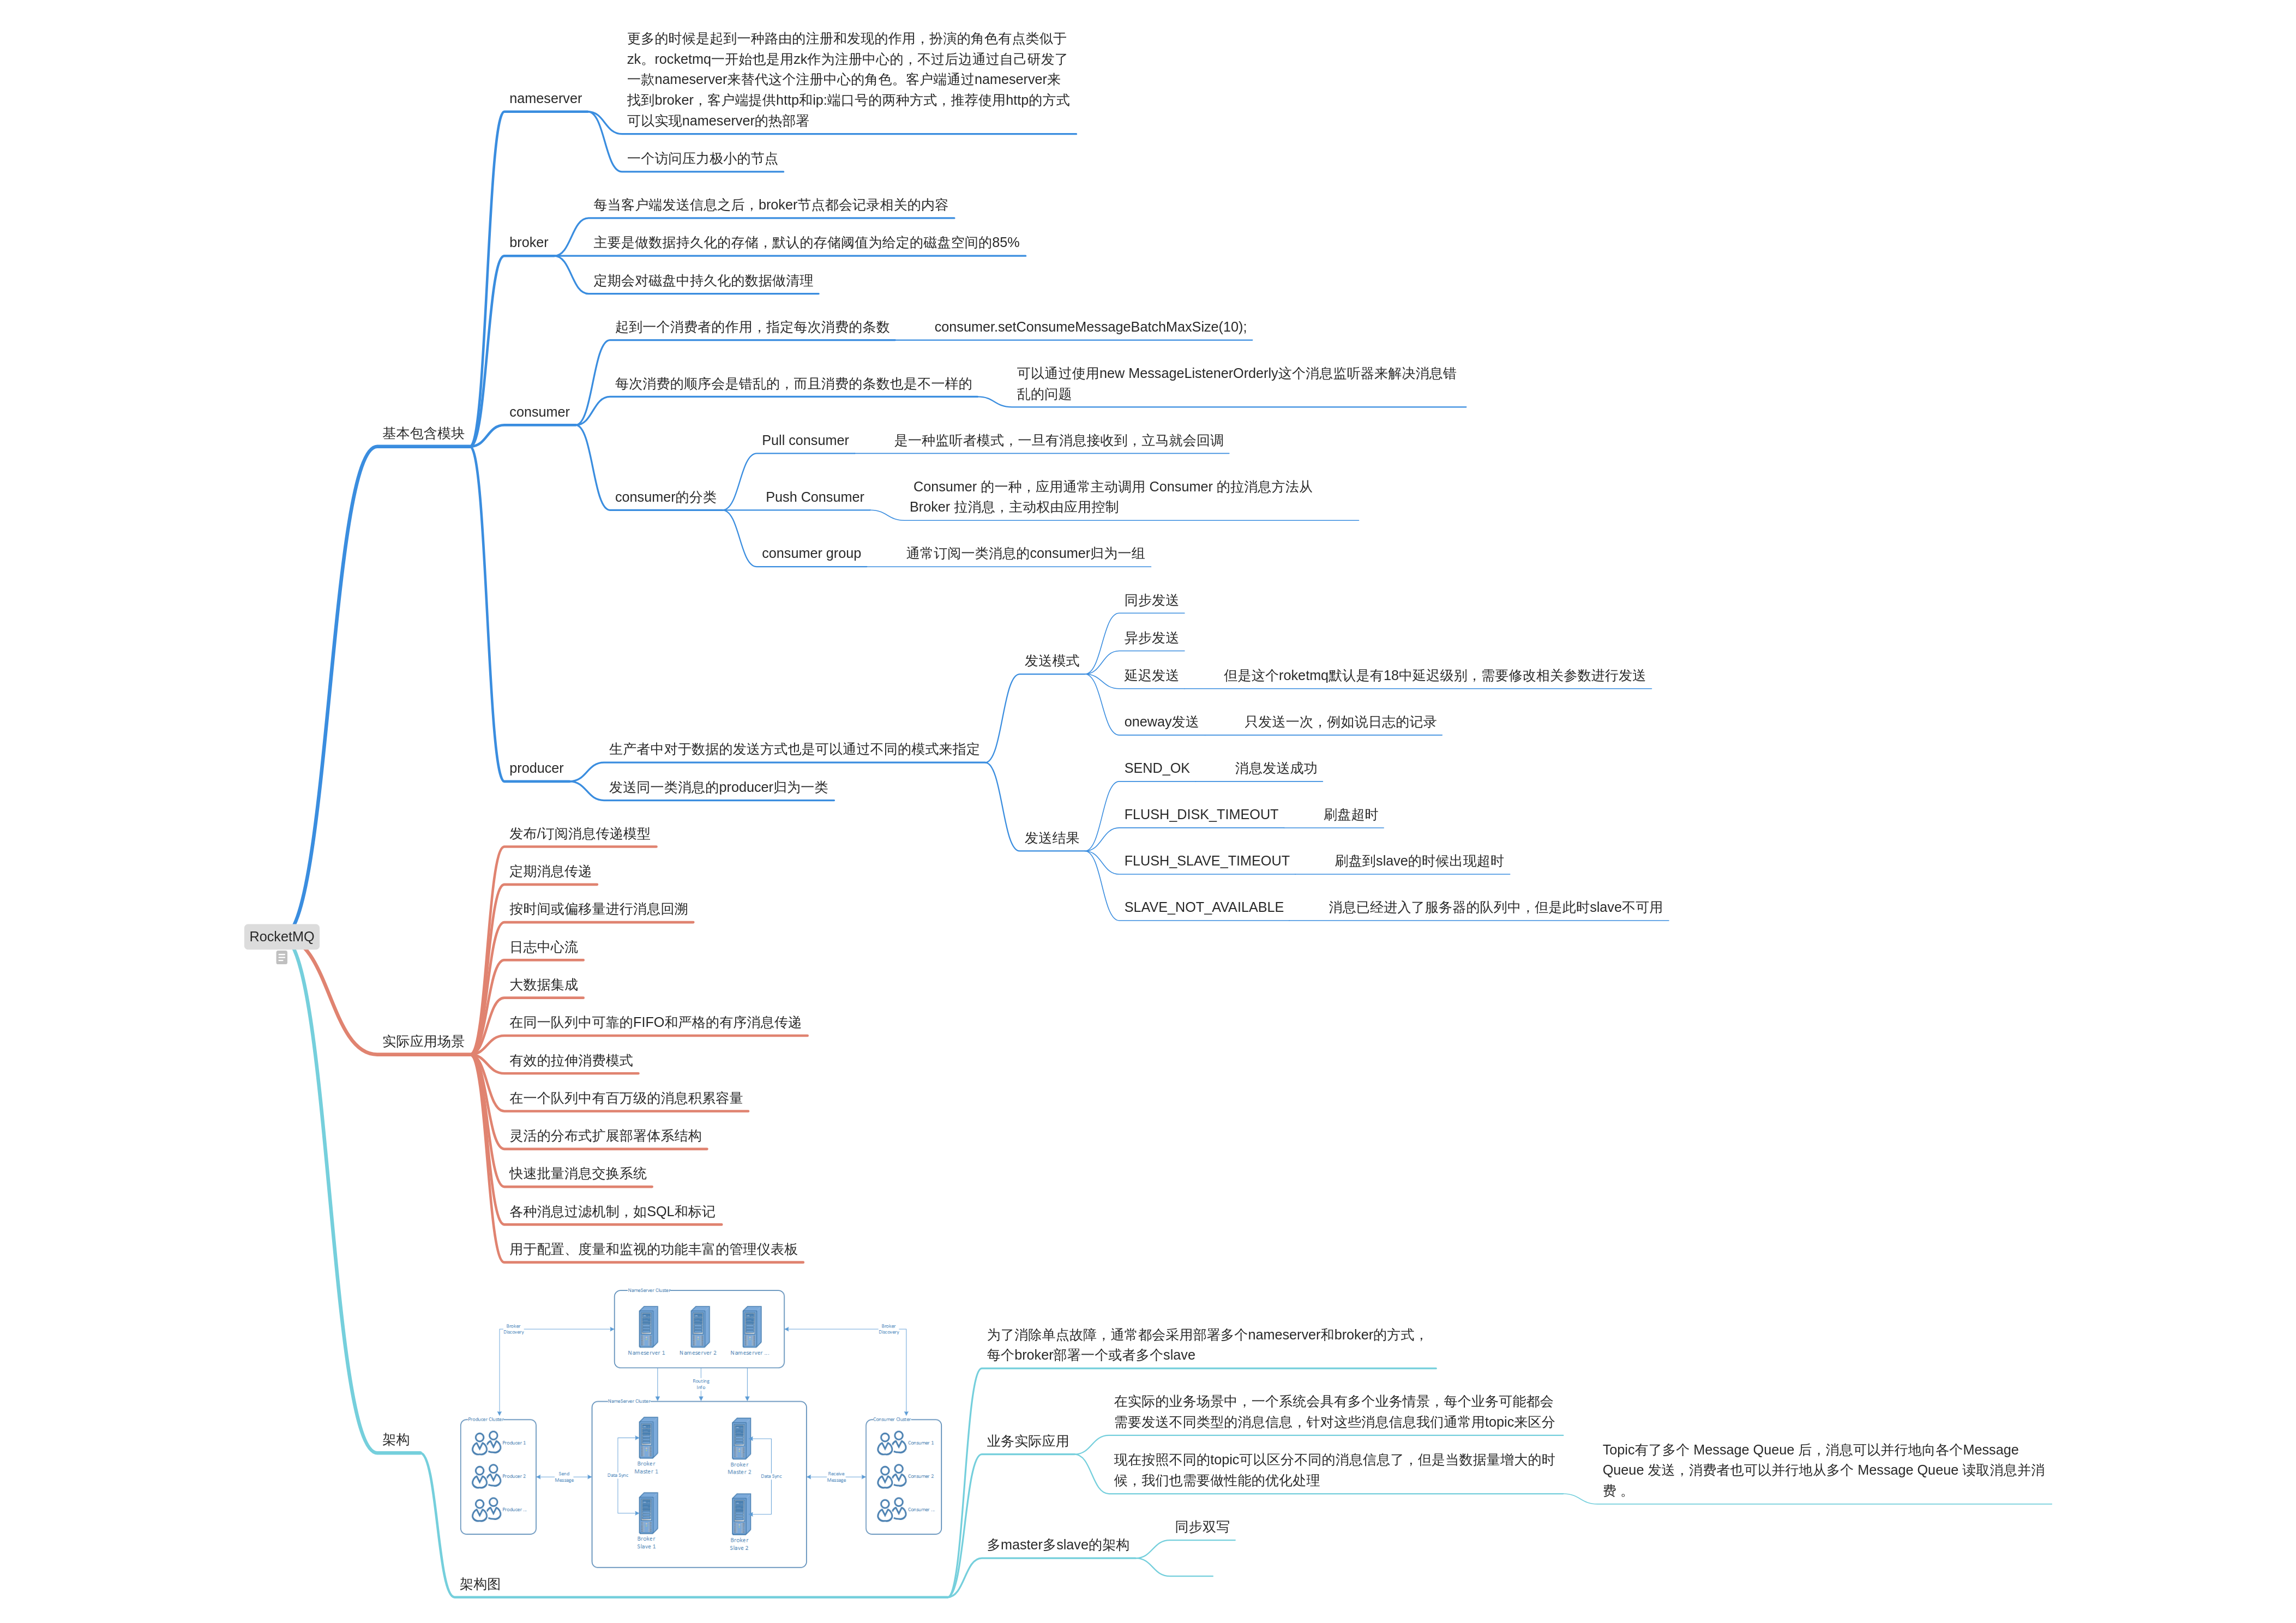 更多的时候是起到一种路由的注册和发现的作用，扮演的角色有点类似于
zk。rocketmq一开始也是用zk作为注册中心的，不过后边通过自己研发了
一款nameserver来替代这个注册中心的角色。客户端通过nameserver来
找到broker，客户端提供http和ip:端口号的两种方式，推荐使用http的方式
可以实现nameserver的热部署
nameserver
一个访问压力极小的节点
每当客户端发送信息之后，broker节点都会记录相关的内容
broker
主要是做数据持久化的存储，默认的存储阈值为给定的磁盘空间的85%
定期会对磁盘中持久化的数据做清理
起到一个消费者的作用，指定每次消费的条数
consumer.setConsumeMessageBatchMaxSize(10);
每次消费的顺序会是错乱的，而且消费的条数也是不一样的
可以通过使用new MessageListenerOrderly这个消息监听器来解决消息错
乱的问题
consumer
基本包含模块
Pull consumer
是一种监听者模式，一旦有消息接收到，立马就会回调
consumer的分类
Push Consumer
Consumer 的一种，应用通常主动调用 Consumer 的拉消息方法从
Broker 拉消息，主动权由应用控制
consumer group
通常订阅一类消息的consumer归为一组
同步发送
异步发送
发送模式
延迟发送
但是这个roketmq默认是有18中延迟级别，需要修改相关参数进行发送
oneway发送
只发送一次，例如说日志的记录
生产者中对于数据的发送方式也是可以通过不同的模式来指定
producer
发送同一类消息的producer归为一类
SEND_OK
消息发送成功
FLUSH_DISK_TIMEOUT
刷盘超时
发送结果
FLUSH_SLAVE_TIMEOUT
刷盘到slave的时候出现超时
SLAVE_NOT_AVAILABLE
消息已经进入了服务器的队列中，但是此时slave不可用
RocketMQ
发布/订阅消息传递模型
定期消息传递
按时间或偏移量进行消息回溯
日志中心流
大数据集成
在同一队列中可靠的FIFO和严格的有序消息传递
实际应用场景
有效的拉伸消费模式
在一个队列中有百万级的消息积累容量
灵活的分布式扩展部署体系结构
快速批量消息交换系统
各种消息过滤机制，如SQL和标记
用于配置、度量和监视的功能丰富的管理仪表板
NameServer Cluster
Broker
Discovery
Broker
Discovery
Nameserver 1
Nameserver 2
Nameserver ...
Routing
Info
NameServer Cluster
Producer Cluster
Producer 1
Producer 2
Producer ...
Send
Message
Data Sync
Broker
Master 1
Broker
Master 2
Data Sync
Broker
Slave 1
Broker
Slave 2
Receive
Message
Consumer Cluster
Consumer 1
Consumer 2
Consumer ...
架构
架构图
为了消除单点故障，通常都会采用部署多个nameserver和broker的方式，
每个broker部署一个或者多个slave
在实际的业务场景中，一个系统会具有多个业务情景，每个业务可能都会
需要发送不同类型的消息信息，针对这些消息信息我们通常用topic来区分
业务实际应用
现在按照不同的topic可以区分不同的消息信息了，但是当数据量增大的时
候，我们也需要做性能的优化处理
Topic有了多个 Message Queue 后，消息可以并行地向各个Message
Queue 发送，消费者也可以并行地从多个 Message Queue 读取消息并消
费 。
多master多slave的架构
同步双写